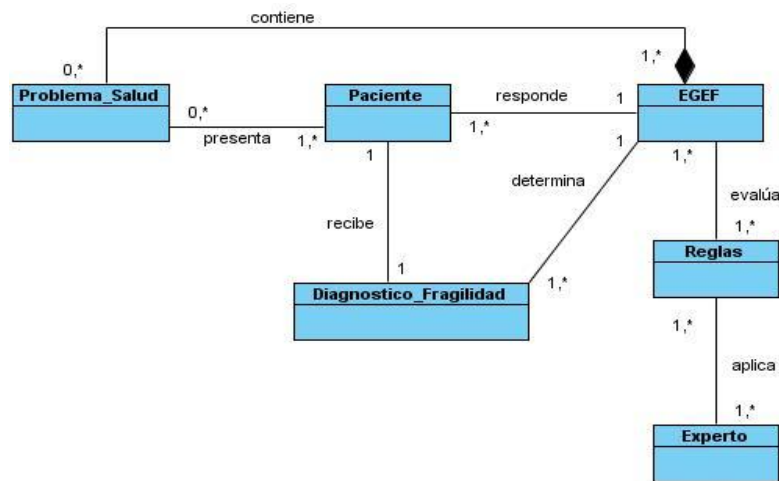 contiene
0,*
1,*
Problema_Salud
Paciente
EGEF
0,*
presenta
1,*
responde
1,*
1
1
1
1,*
determina
recibe
evalúa
1
1,*
1,*
Diagnostico_Fragilidad
Reglas
1,*
aplica
1,*
Experto